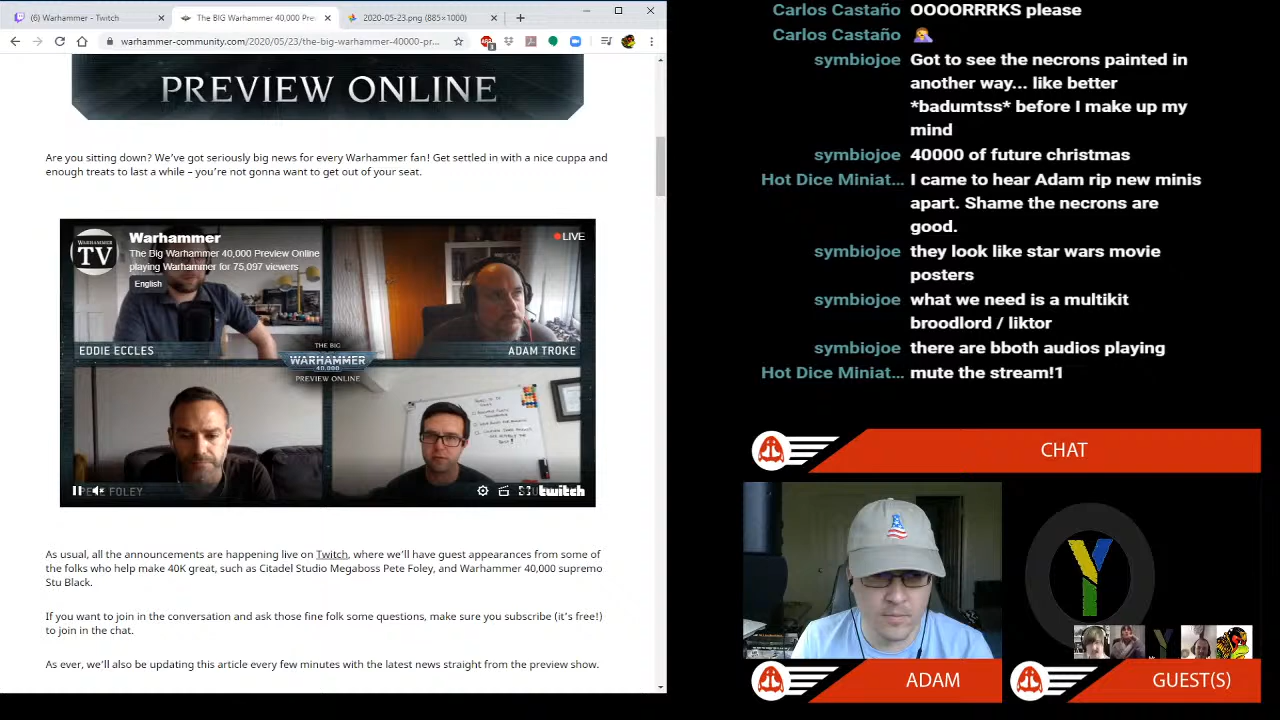 (6) Warhammer - Twitch
The BIG Warhammer 40,000 Pre
2020-05-23.png (885×1000)
warhammer-community.com/2020/05/23/the-big-warhammer-40000-pr...
PREVIEW ONLINE
Are you sitting down? We've got seriously big news for every Warhammer fan! Get settled in with a nice cuppa and
enough treats to last a while – you're not gonna want to get out of your seat.
WARHAMMER
TV
Warhammer
The Big Warhammer 40,000 Preview Online
playing Warhammer for 75,097 viewers
English
LIVE
EDDIE ECCLES
ADAM TROKE
THE BIG
WARHAMMER
40,000
PREVIEW ONLINE
PETE FOLEY
twitch
As usual, all the announcements are happening live on Twitch, where we'll have guest appearances from some of
the folks who help make 40K great, such as Citadel Studio Megaboss Pete Foley, and Warhammer 40,000 supremo
Stu Black.
If you want to join in the conversation and ask those fine folk some questions, make sure you subscribe (it's free!)
to join in the chat.
As ever, we'll also be updating this article every few minutes with the latest news straight from the preview show.
Carlos Castaño OOOORRRKS please
Carlos Castaño
symbiojoe Got to see the necrons painted in
another way... like better
*badumtss* before I make up my
mind
symbiojoe 40000 of future christmas
Hot Dice Miniat... I came to hear Adam rip new minis
apart. Shame the necrons are
good.
symbiojoe they look like star wars movie
posters
symbiojoe what we need is a multikit
broodlord / liktor
symbiojoe there are bboth audios playing
Hot Dice Miniat... mute the stream!1
CHAT
ADAM
GUEST(S)